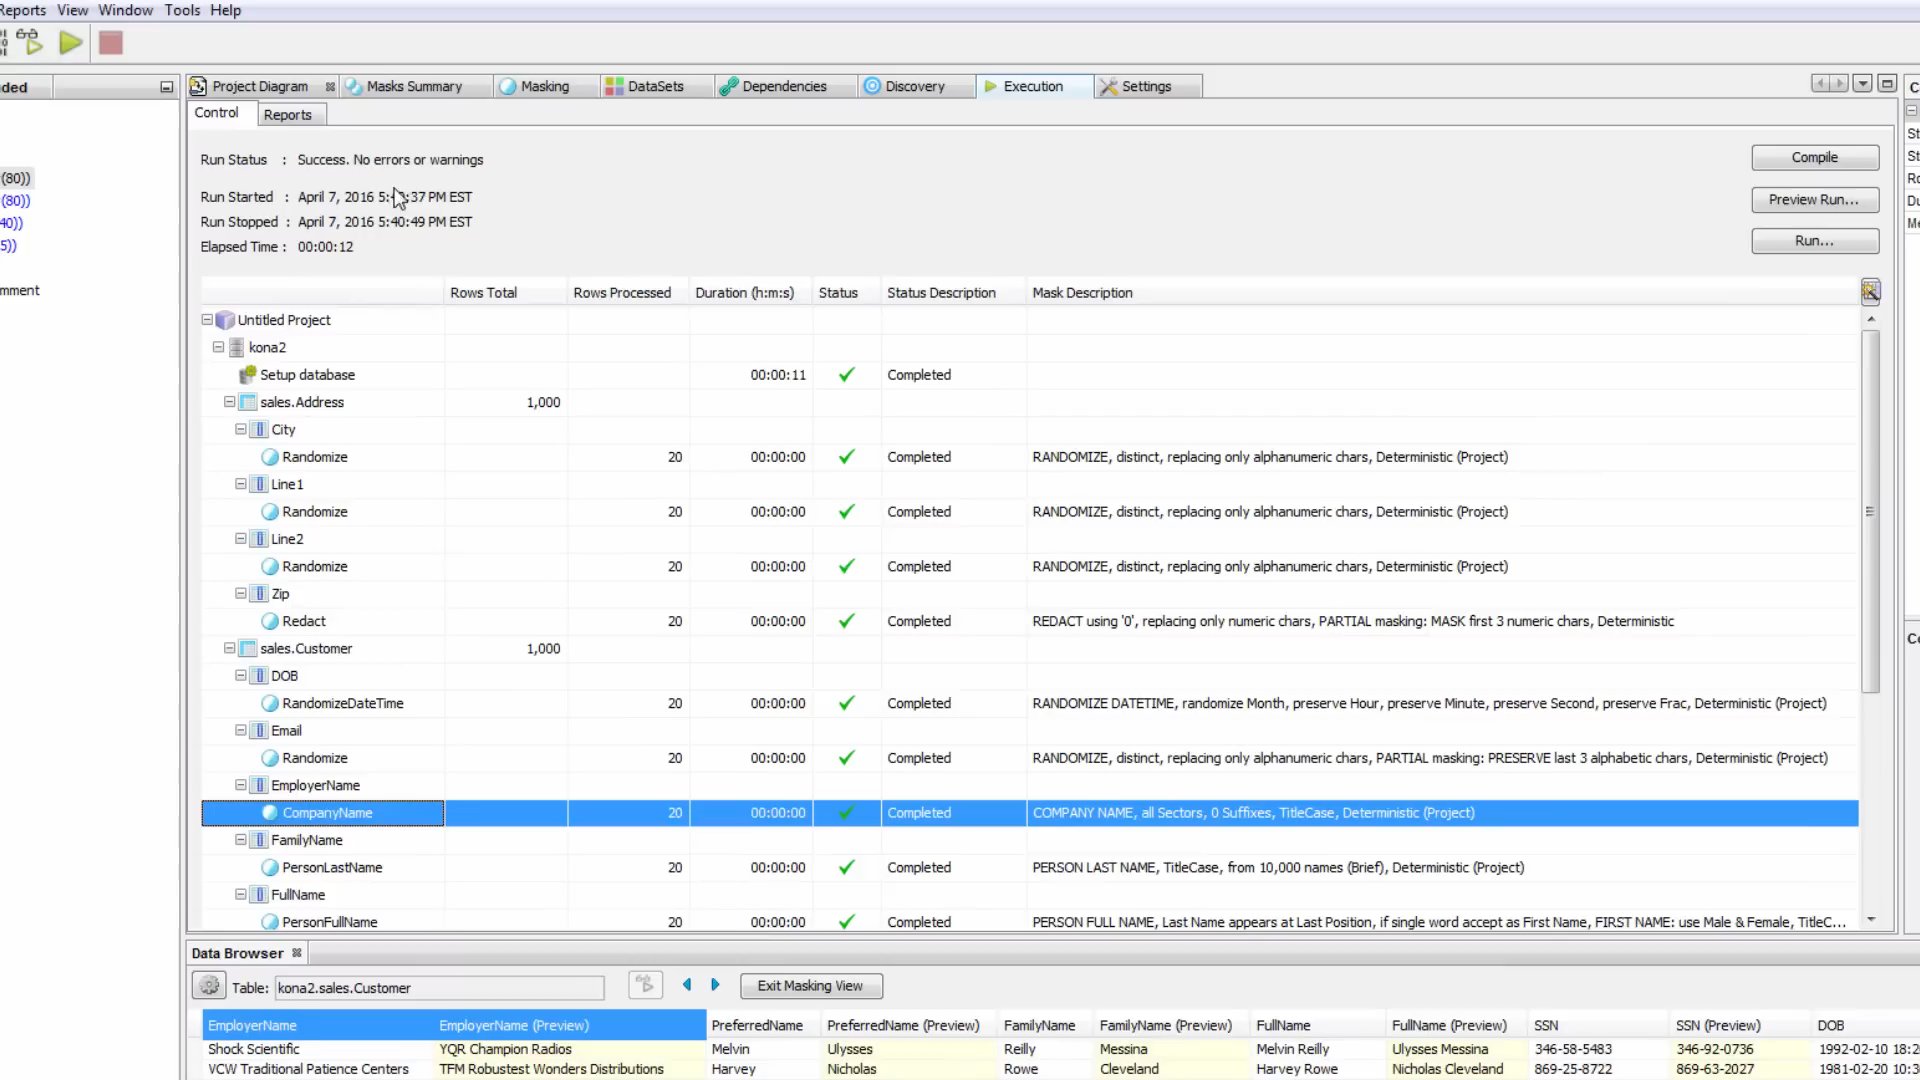 Reports View Window Tools Help
ded
Project Diagram Masks Summary Masking DataSets Dependencies Discovery Execution Settings
Control Reports
(80))
(80))
40))
5))
mment
Run Status : Success. No errors or warnings
Run Started : April 7, 2016 5: :37 PM EST
Run Stopped : April 7, 2016 5:40:49 PM EST
Elapsed Time : 00:00:12
Compile
Preview Run...
Run...
Rows Total Rows Processed Duration (h:m:s) Status Status Description Mask Description
Untitled Project
kona2
Setup database 00:00:11 Completed
sales.Address 1,000
City
Randomize 20 00:00:00 Completed RANDOMIZE, distinct, replacing only alphanumeric chars, Deterministic (Project)
Line1
Randomize 20 00:00:00 Completed RANDOMIZE, distinct, replacing only alphanumeric chars, Deterministic (Project)
Line2
Randomize 20 00:00:00 Completed RANDOMIZE, distinct, replacing only alphanumeric chars, Deterministic (Project)
Zip
Redact 20 00:00:00 Completed REDACT using '0', replacing only numeric chars, PARTIAL masking: MASK first 3 numeric chars, Deterministic
sales.Customer 1,000
DOB
RandomizeDateTime 20 00:00:00 Completed RANDOMIZE DATETIME, randomize Month, preserve Hour, preserve Minute, preserve Second, preserve Frac, Deterministic (Project)
Email
Randomize 20 00:00:00 Completed RANDOMIZE, distinct, replacing only alphanumeric chars, PARTIAL masking: PRESERVE last 3 alphabetic chars, Deterministic (Project)
EmployerName
CompanyName 20 00:00:00 Completed COMPANY NAME, all Sectors, 0 Suffixes, TitleCase, Deterministic (Project)
FamilyName
PersonLastName 20 00:00:00 Completed PERSON LAST NAME, TitleCase, from 10,000 names (Brief), Deterministic (Project)
FullName
PersonFullName 20 00:00:00 Completed PERSON FULL NAME, Last Name appears at Last Position, if single word accept as First Name, FIRST NAME: use Male & Female, TitleC...
Data Browser
Table: kona2.sales.Customer Exit Masking View
EmployerName EmployerName (Preview) PreferredName PreferredName (Preview) FamilyName FamilyName (Preview) FullName FullName (Preview) SSN SSN (Preview) DOB
Shock Scientific YQR Champion Radios Melvin Ulysses Reilly Messina Melvin Reilly Ulysses Messina 346-58-5483 346-92-0736 1992-02-10 18:2
VCW Traditional Patience Centers TFM Robustest Wonders Distributions Harvey Nicholas Rowe Cleveland Harvey Rowe Nicholas Cleveland 869-25-8722 869-63-2027 1981-02-20 10:3